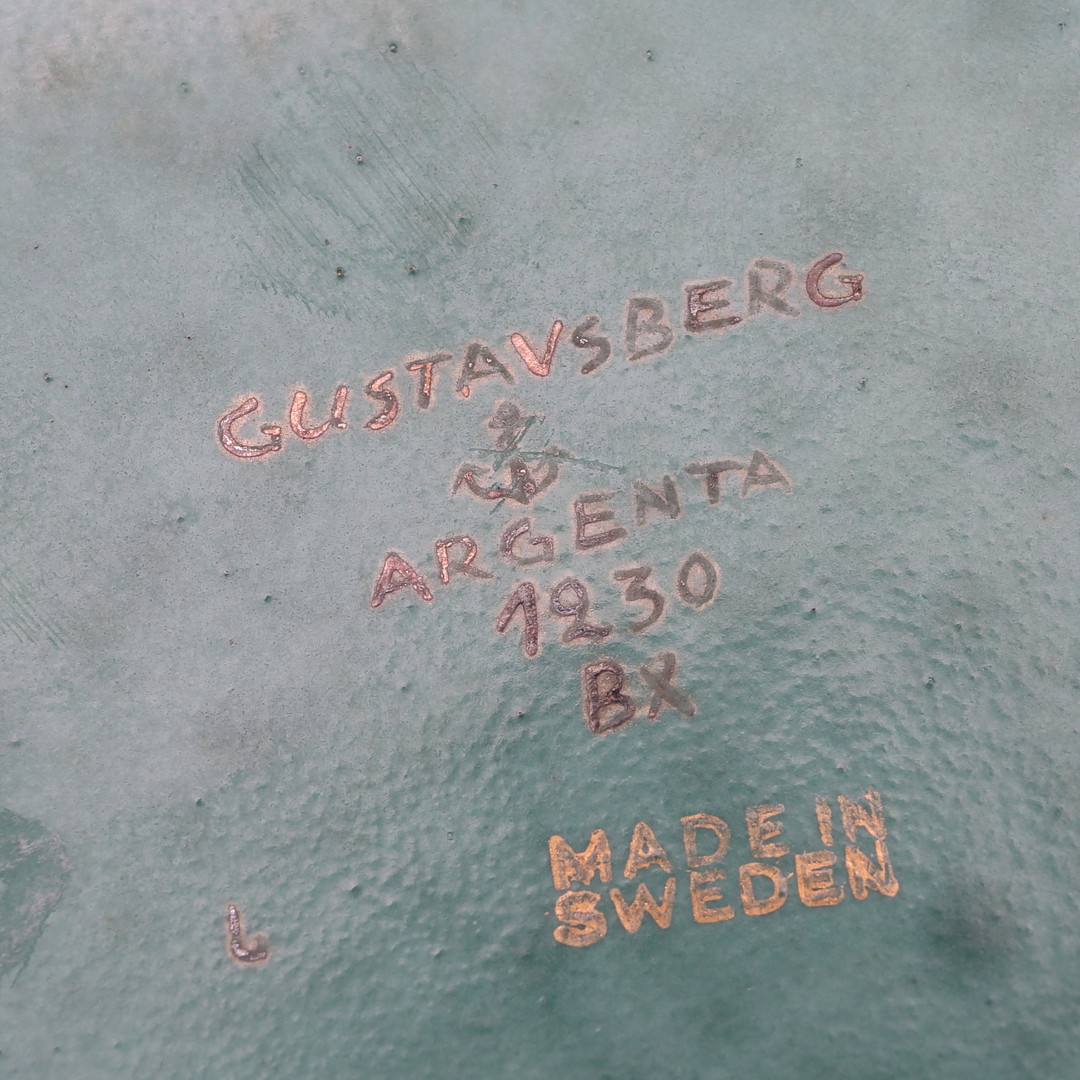 GUSTAVSBERG
ARGENTA
1230
BX
MADE IN
SWEDEN
L